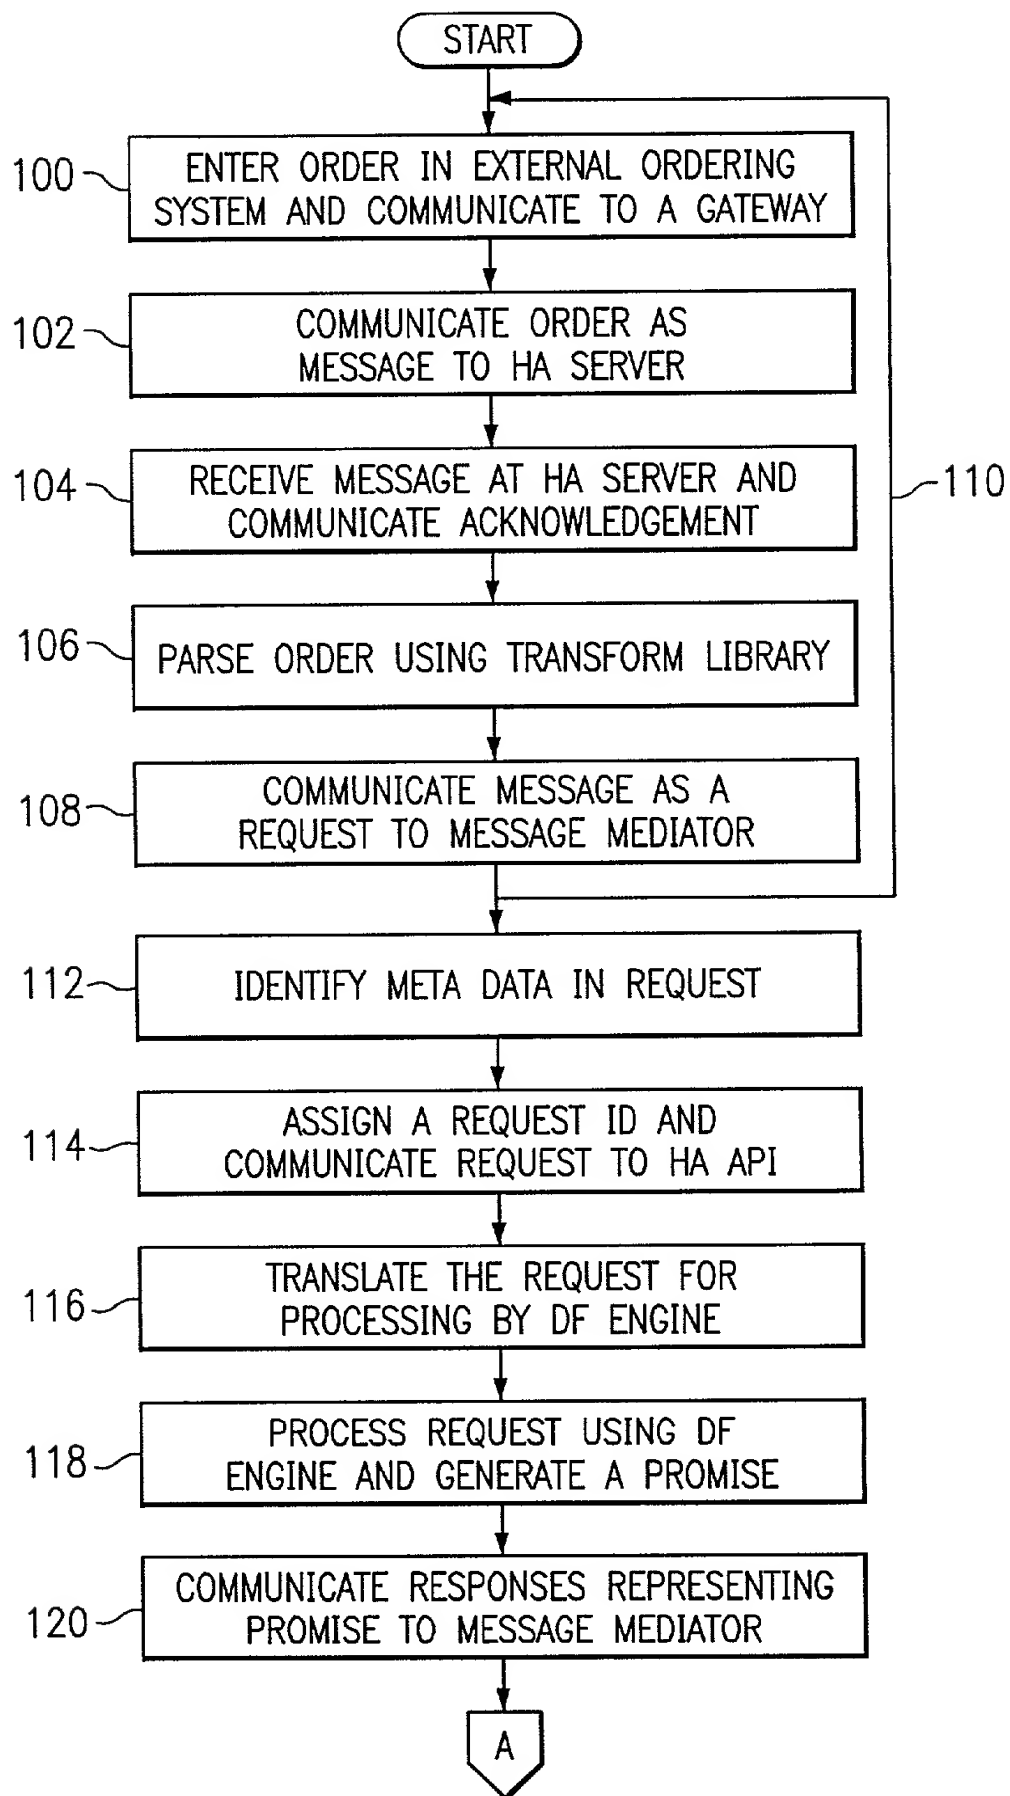 START
100
ENTER ORDER IN EXTERNAL ORDERING
SYSTEM AND COMMUNICATE TO A GATEWAY
102
COMMUNICATE ORDER AS
MESSAGE TO HA SERVER
104
RECEIVE MESSAGE AT HA SERVER AND
COMMUNICATE ACKNOWLEDGEMENT
110
106
PARSE ORDER USING TRANSFORM LIBRARY
108
COMMUNICATE MESSAGE AS A
REQUEST TO MESSAGE MEDIATOR
112
IDENTIFY META DATA IN REQUEST
114
ASSIGN A REQUEST ID AND
COMMUNICATE REQUEST TO HA API
116
TRANSLATE THE REQUEST FOR
PROCESSING BY DF ENGINE
118
PROCESS REQUEST USING DF
ENGINE AND GENERATE A PROMISE
120
COMMUNICATE RESPONSES REPRESENTING
PROMISE TO MESSAGE MEDIATOR
A